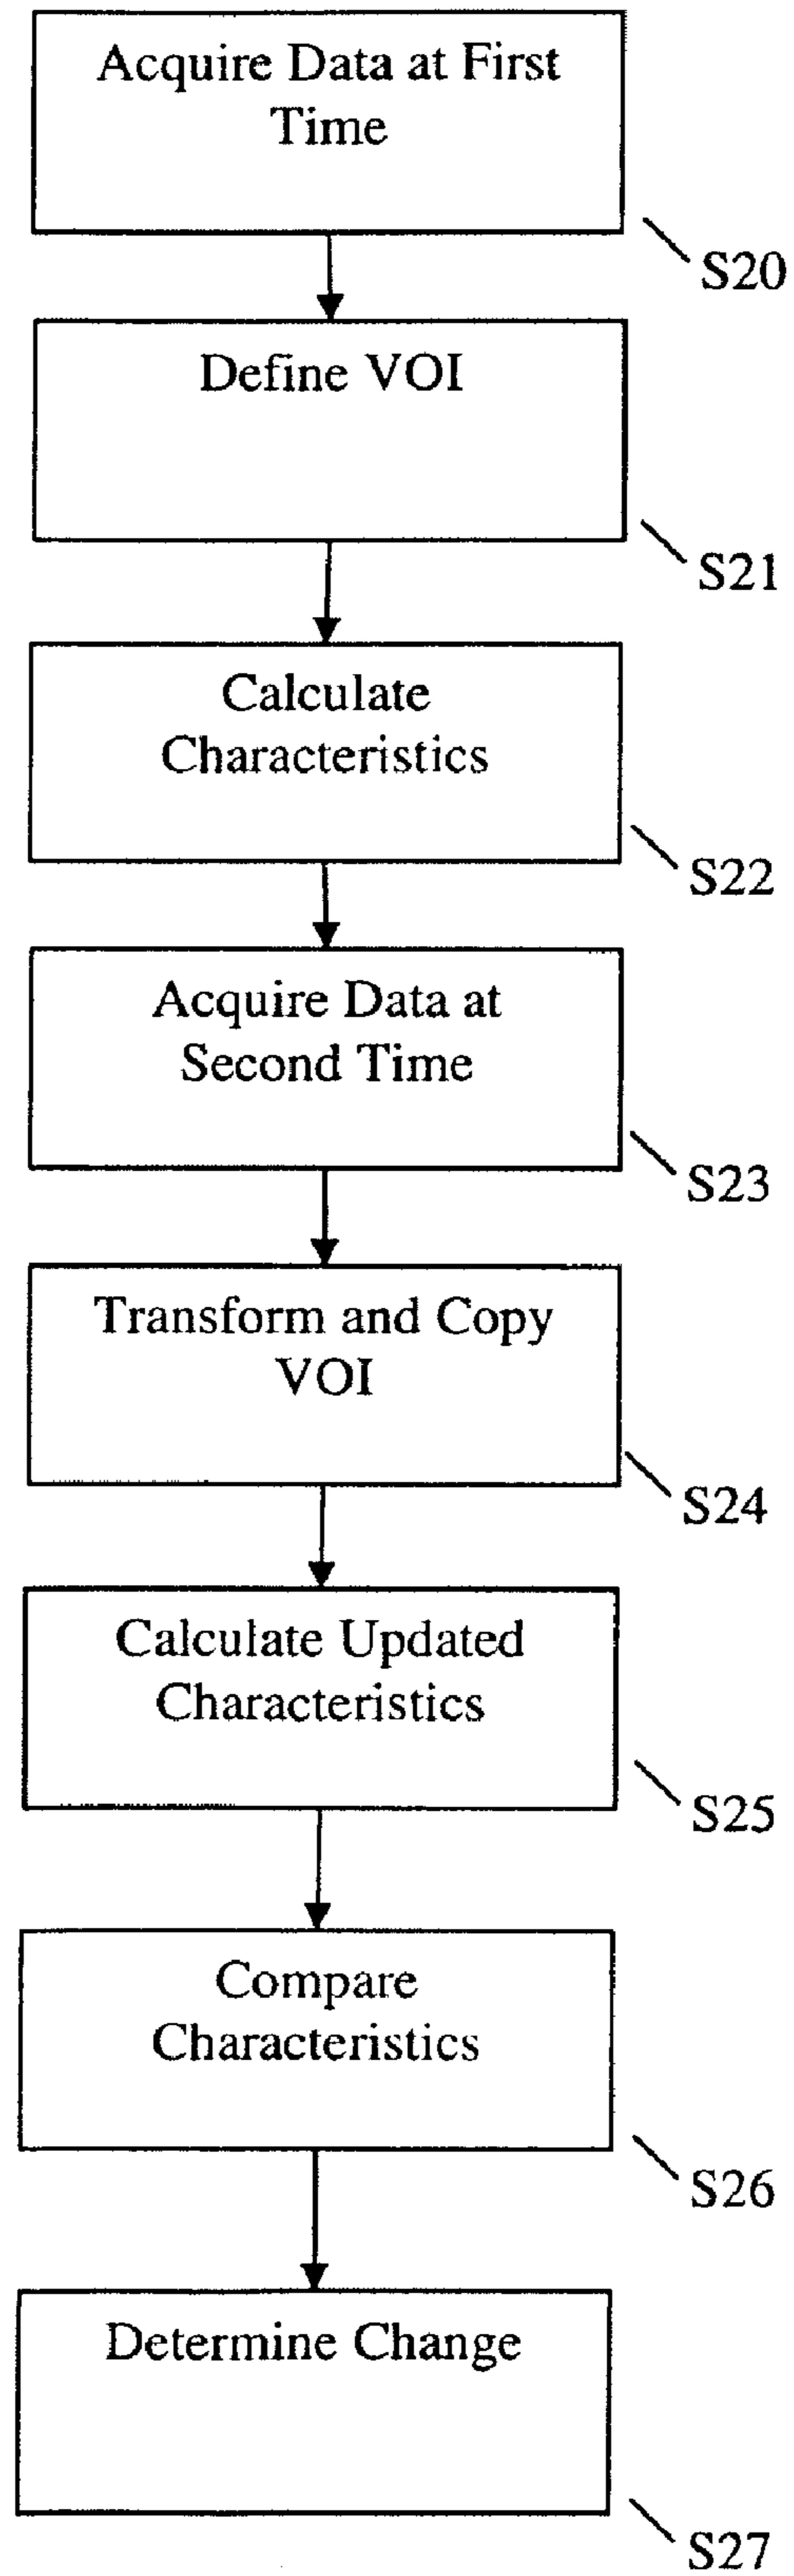 Acquire Data at First
Time
S20
Define VOI
S21
Calculate
Characteristics
S22
Acquire Data at
Second Time
S23
Transform and Copy
VOI
S24
Calculate Updated
Characteristics
S25
Compare
Characteristics
S26
Determine Change
S27